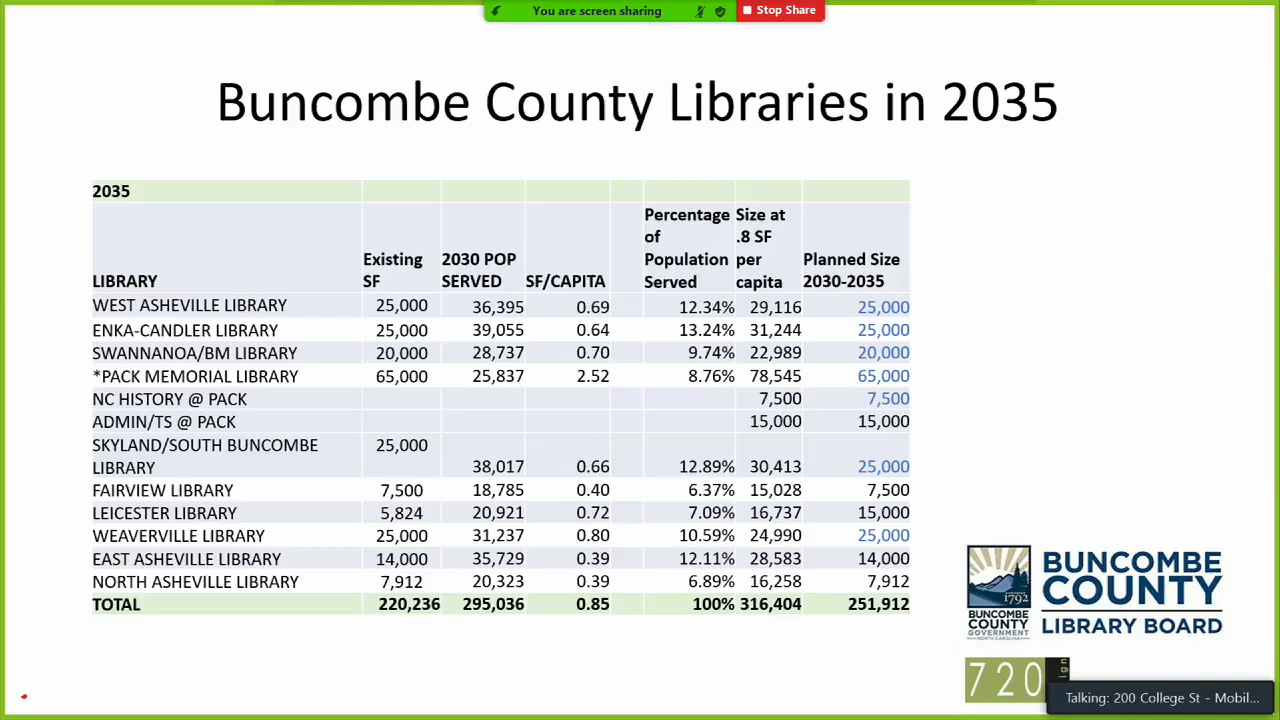 You are screen sharing
Stop Share
Buncombe County Libraries in 2035
2035
LIBRARY Existing SF 2030 POP SERVED SF/CAPITA Percentage of Population Served Size at .8 SF per capita Planned Size 2030-2035
WEST ASHEVILLE LIBRARY 25,000 36,395 0.69 12.34% 29,116 25,000
ENKA-CANDLER LIBRARY 25,000 39,055 0.64 13.24% 31,244 25,000
SWANNANOA/BM LIBRARY 20,000 28,737 0.70 9.74% 22,989 20,000
*PACK MEMORIAL LIBRARY 65,000 25,837 2.52 8.76% 78,545 65,000
NC HISTORY @ PACK 7,500 7,500
ADMIN/TS @ PACK 15,000 15,000
SKYLAND/SOUTH BUNCOMBE 25,000
LIBRARY 38,017 0.66 12.89% 30,413 25,000
FAIRVIEW LIBRARY 7,500 18,785 0.40 6.37% 15,028 7,500
LEICESTER LIBRARY 5,824 20,921 0.72 7.09% 16,737 15,000
WEAVERVILLE LIBRARY 25,000 31,237 0.80 10.59% 24,990 25,000
EAST ASHEVILLE LIBRARY 14,000 35,729 0.39 12.11% 28,583 14,000
NORTH ASHEVILLE LIBRARY 7,912 20,323 0.39 6.89% 16,258 7,912
TOTAL 220,236 295,036 0.85 100% 316,404 251,912
1792
BUNCOMBE
COUNTY
GOVERNMENT
NORTH CAROLINA
BUNCOMBE
COUNTY
LIBRARY BOARD
720
ign
Talking: 200 College St - Mobil...